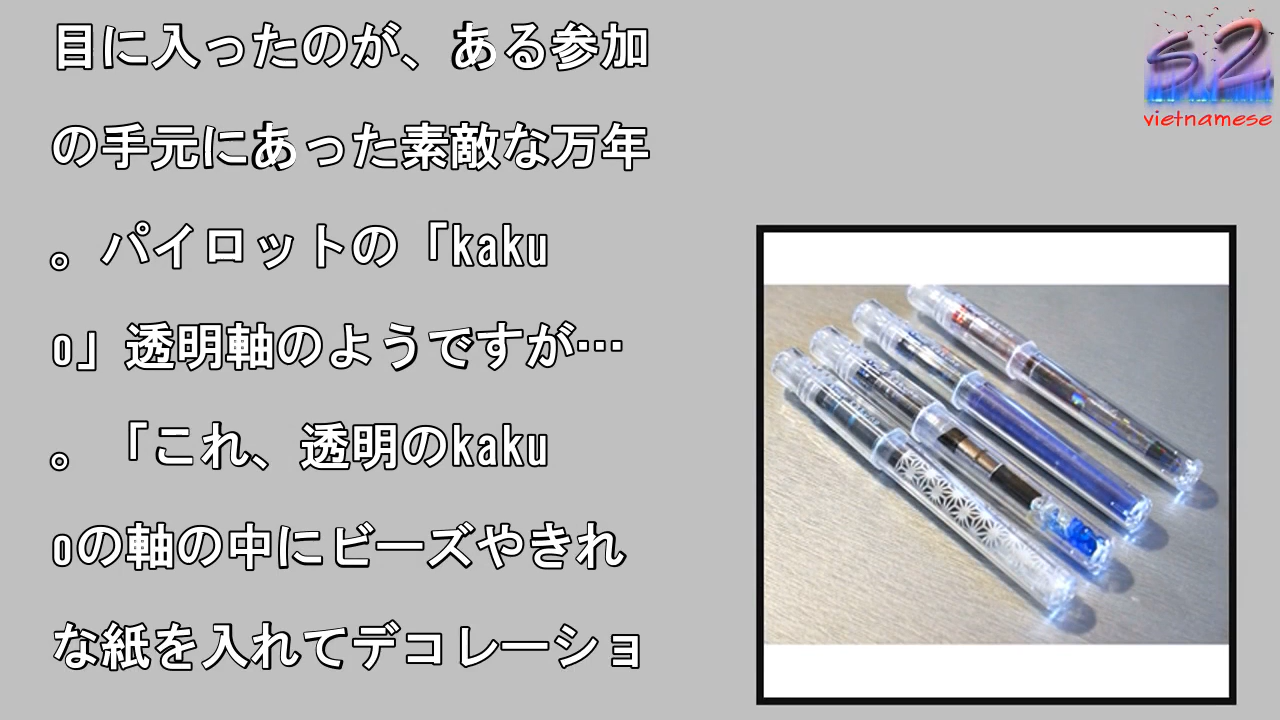 目に入ったのが、ある参加
の手元にあった素敵な万年
。パイロットの「kaku
o」透明軸のようですが…
。「これ、透明のkaku
oの軸の中にビーズやきれ
な紙を入れてデコレーショ
S2
vietnamese